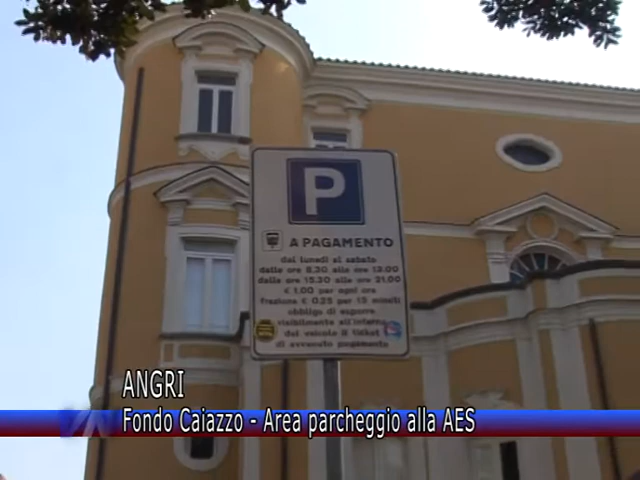 P
A PAGAMENTO
dal lunedì al sabato
dalle ore 8.30 alle ore 13.00
dalle ore 15.30 alle ore 21.00
€ 1.00 per ogni ora
frazione € 0.25 per 15 minuti
obbligo di esporre
visibilmente all'interno
del veicolo il ticket
di avvenuto pagamento
ANGRI
Fondo Caiazzo - Area parcheggio alla AES